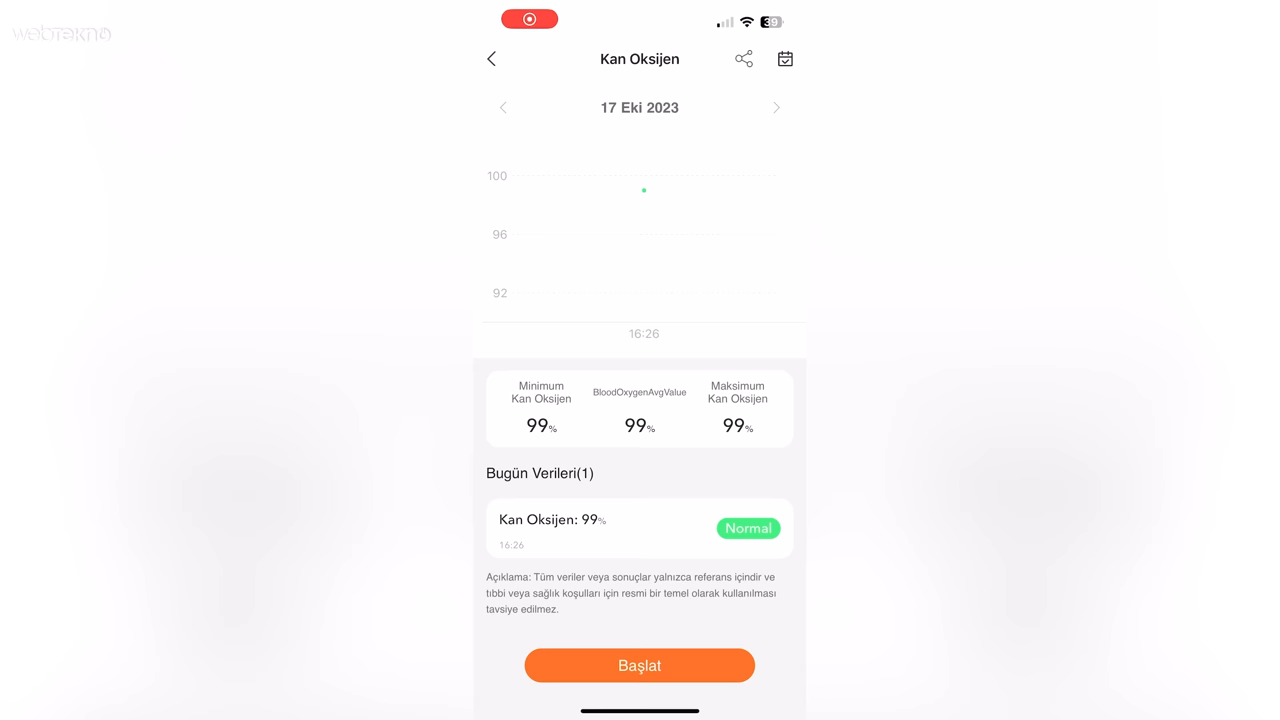 webtekno
39
Kan Oksijen
17 Eki 2023
100
96
92
16:26
Minimum Kan Oksijen
BloodOxygenAvgValue
Maksimum Kan Oksijen
99%
99%
99%
Bugün Verileri(1)
Kan Oksijen: 99%
Normal
16:26
Açıklama: Tüm veriler veya sonuçlar yalnızca referans içindir ve
tıbbi veya sağlık koşulları için resmi bir temel olarak kullanılması
tavsiye edilmez.
Başlat